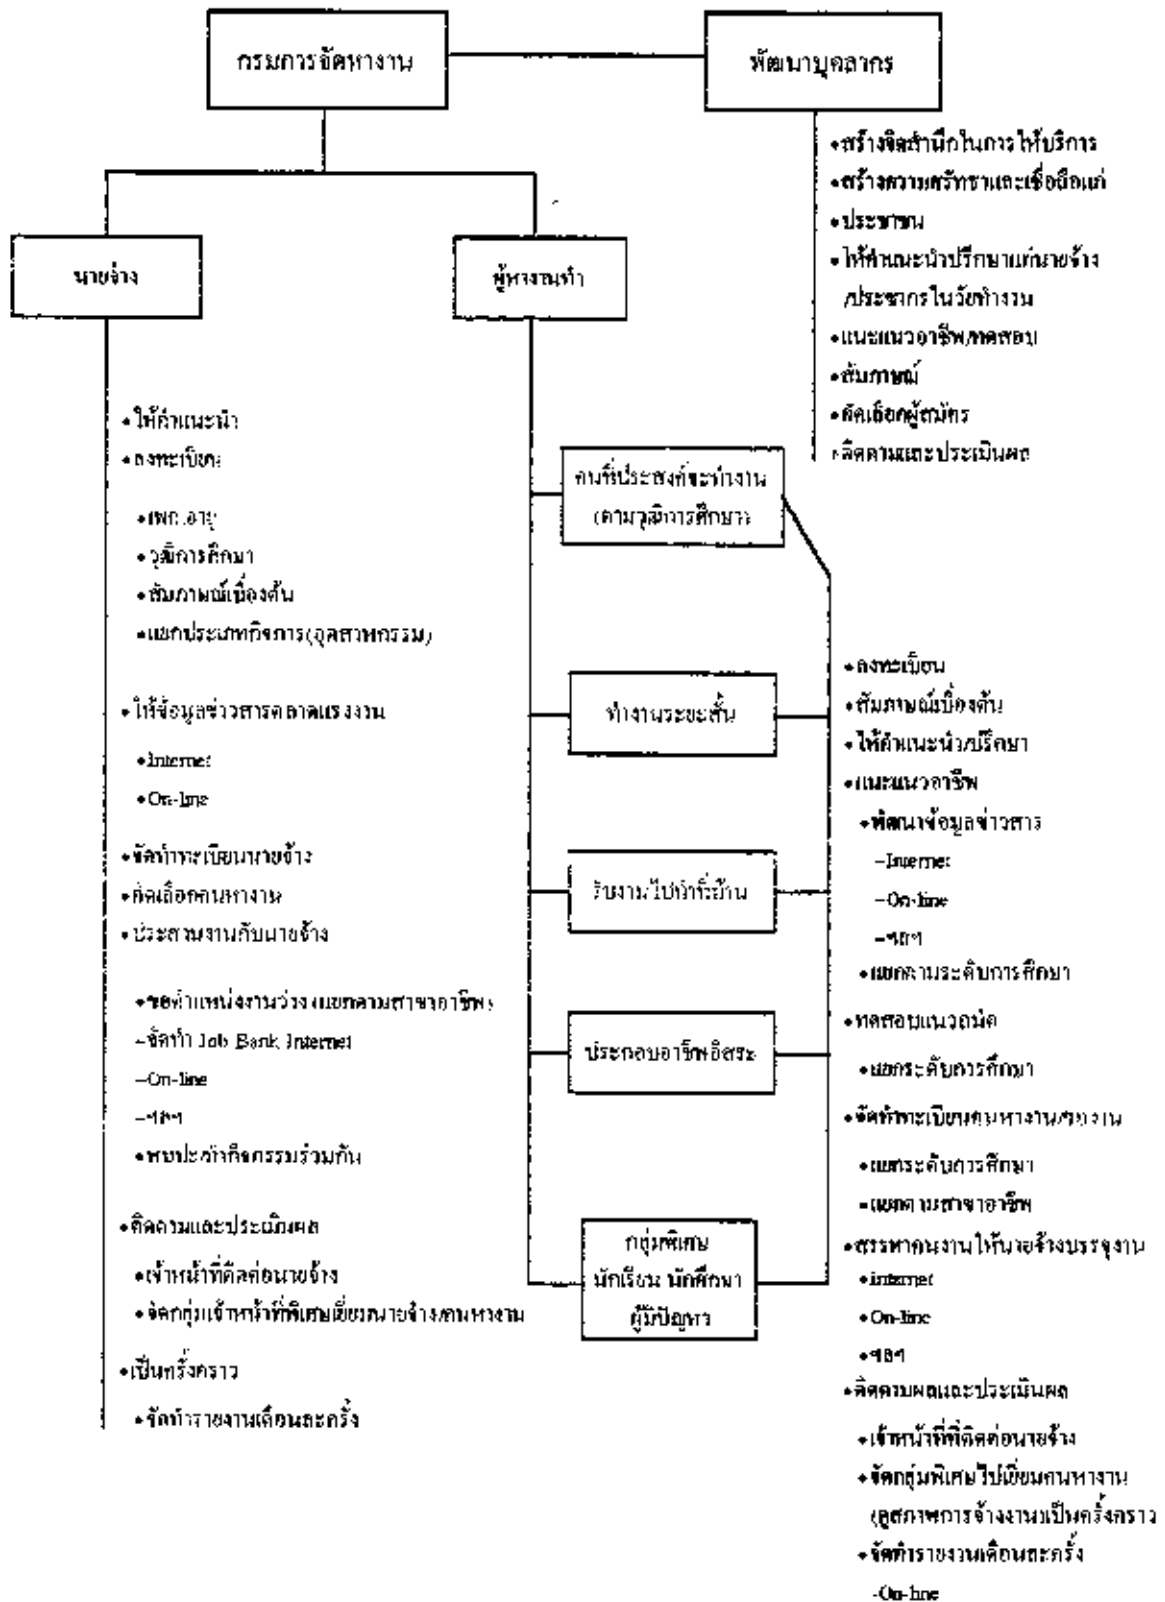 กรมการจัดหางาน
พัฒนาบุคลากร
•สร้างจิตสำนึกในการให้บริการ
•สร้างความศรัทธาและเชื่อถือแก่
•ประชาชน
•ให้คำแนะนำปรึกษาแก่นายจ้าง
/ประชากรในวัยทำงาน
•แนะแนวอาชีพ/ทดสอบ
•สัมภาษณ์
•คัดเลือกผู้สมัคร
•ติดตามและประเมินผล
นายจ้าง
•ให้คำแนะนำ
•ลงทะเบียน
•เพศ.อายุ
•วุฒิการศึกษา
•สัมภาษณ์เบื้องต้น
•แยกประเภทกิจการ(อุตสาหกรรม)
•ให้ข้อมูลข่าวสารตลาดแรงงาน
•Internet
•On-line
•จัดทำทะเบียนนายจ้าง
•คัดเลือกคนหางาน
•ประสานงานกับนายจ้าง
•ขอตำแหน่งงานว่าง (แยกตามสาขาอาชีพ)
-จัดทำ Job Bank Internet
-On-line
-ฯลฯ
•พบปะทำกิจกรรมร่วมกัน
•ติดตามและประเมินผล
•เจ้าหน้าที่ติดต่อนายจ้าง
•จัดกลุ่มเจ้าหน้าที่พิเศษเยี่ยมนายจ้าง/คนหางาน
•เป็นครั้งคราว
•จัดทำรายงานเดือนละครั้ง
ผู้หางานทำ
คนที่ประสงค์จะทำงาน
(ตามวุฒิการศึกษา)
ทำงานระยะสั้น
รับงานไปทำที่บ้าน
ประกอบอาชีพอิสระ
กลุ่มพิเศษ
นักเรียน นักศึกษา
ผู้มีปัญหา
•ลงทะเบียน
•สัมภาษณ์เบื้องต้น
•ให้คำแนะนำ/ปรึกษา
•แนะแนวอาชีพ
•พัฒนาข้อมูลข่าวสาร
-Internet
-On-line
-ฯลฯ
•แยกตามระดับการศึกษา
•ทดสอบแนวถนัด
•แยกระดับการศึกษา
•จัดทำทะเบียนคนหางาน/ของาน
•แยกระดับการศึกษา
•แยกตามสาขาอาชีพ
•สรรหาคนงานให้นายจ้างบรรจุงาน
•Internet
•On-line
•ฯลฯ
•ติดตามผลและประเมินผล
•เจ้าหน้าที่ที่ติดต่อนายจ้าง
•จัดกลุ่มพิเศษไปเยี่ยมคนหางาน
(ดูสภาพการจ้างงาน)เป็นครั้งคราว
•จัดทำรายงานเดือนละครั้ง
-On-line